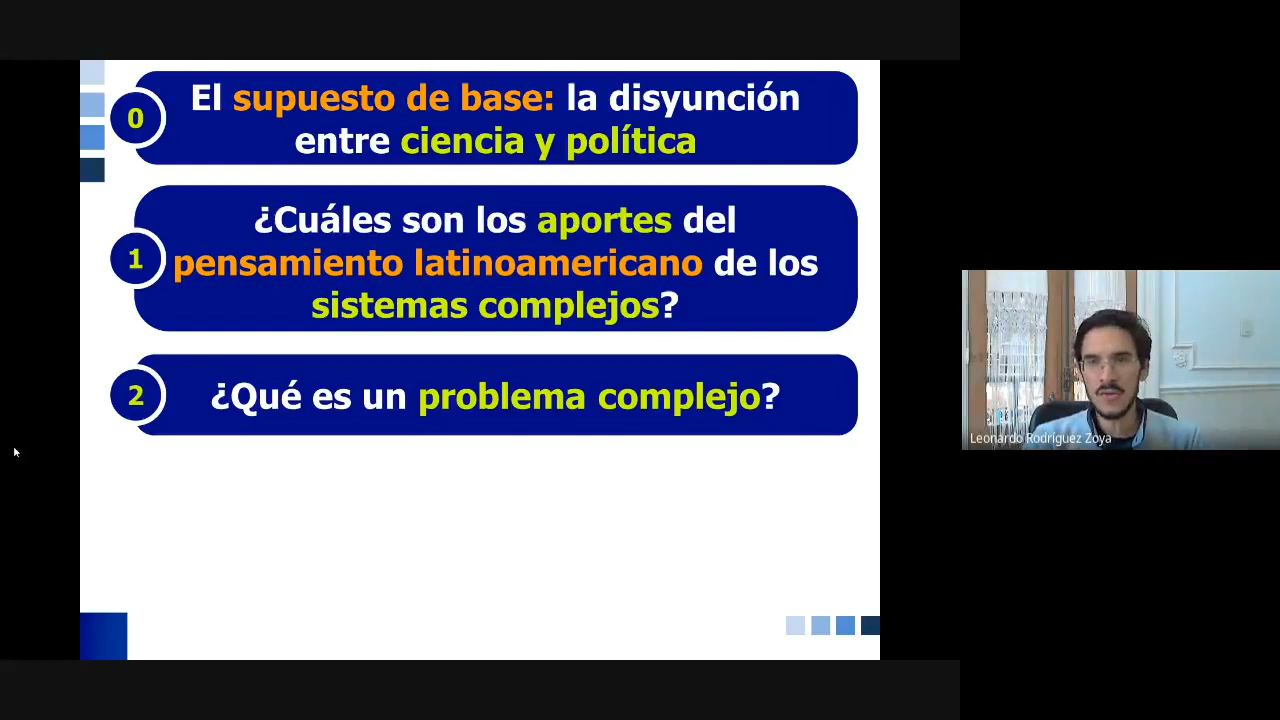 0
El supuesto de base: la disyunción
entre ciencia y política
1
¿Cuáles son los aportes del
pensamiento latinoamericano de los
sistemas complejos?
2
¿Qué es un problema complejo?
Leonardo Rodríguez Zoya